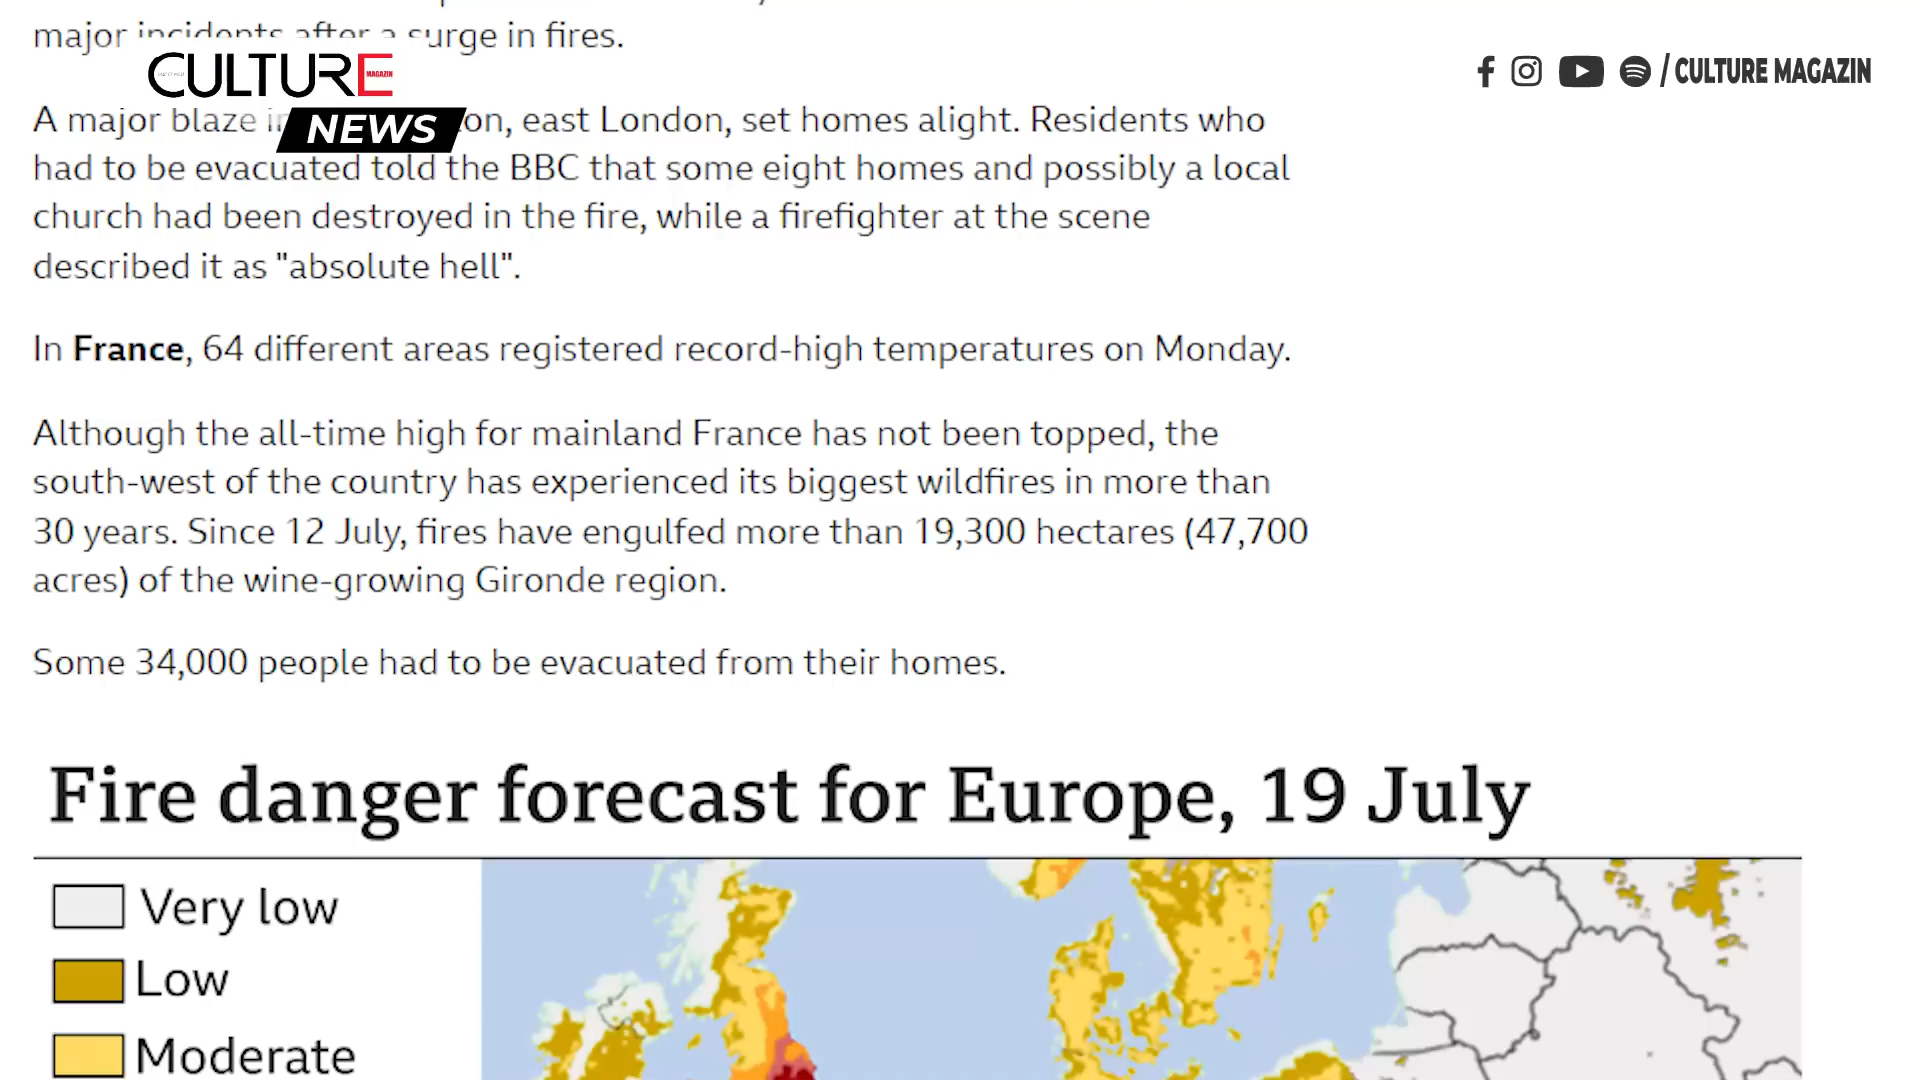 major incidents after a surge in fires.
CULTURE
MAGAZIN
NEWS
/ CULTURE MAGAZIN
A major blaze in on, east London, set homes alight. Residents who
had to be evacuated told the BBC that some eight homes and possibly a local
church had been destroyed in the fire, while a firefighter at the scene
described it as "absolute hell".
In France, 64 different areas registered record-high temperatures on Monday.
Although the all-time high for mainland France has not been topped, the
south-west of the country has experienced its biggest wildfires in more than
30 years. Since 12 July, fires have engulfed more than 19,300 hectares (47,700
acres) of the wine-growing Gironde region.
Some 34,000 people had to be evacuated from their homes.
Fire danger forecast for Europe, 19 July
Very low
Low
Moderate